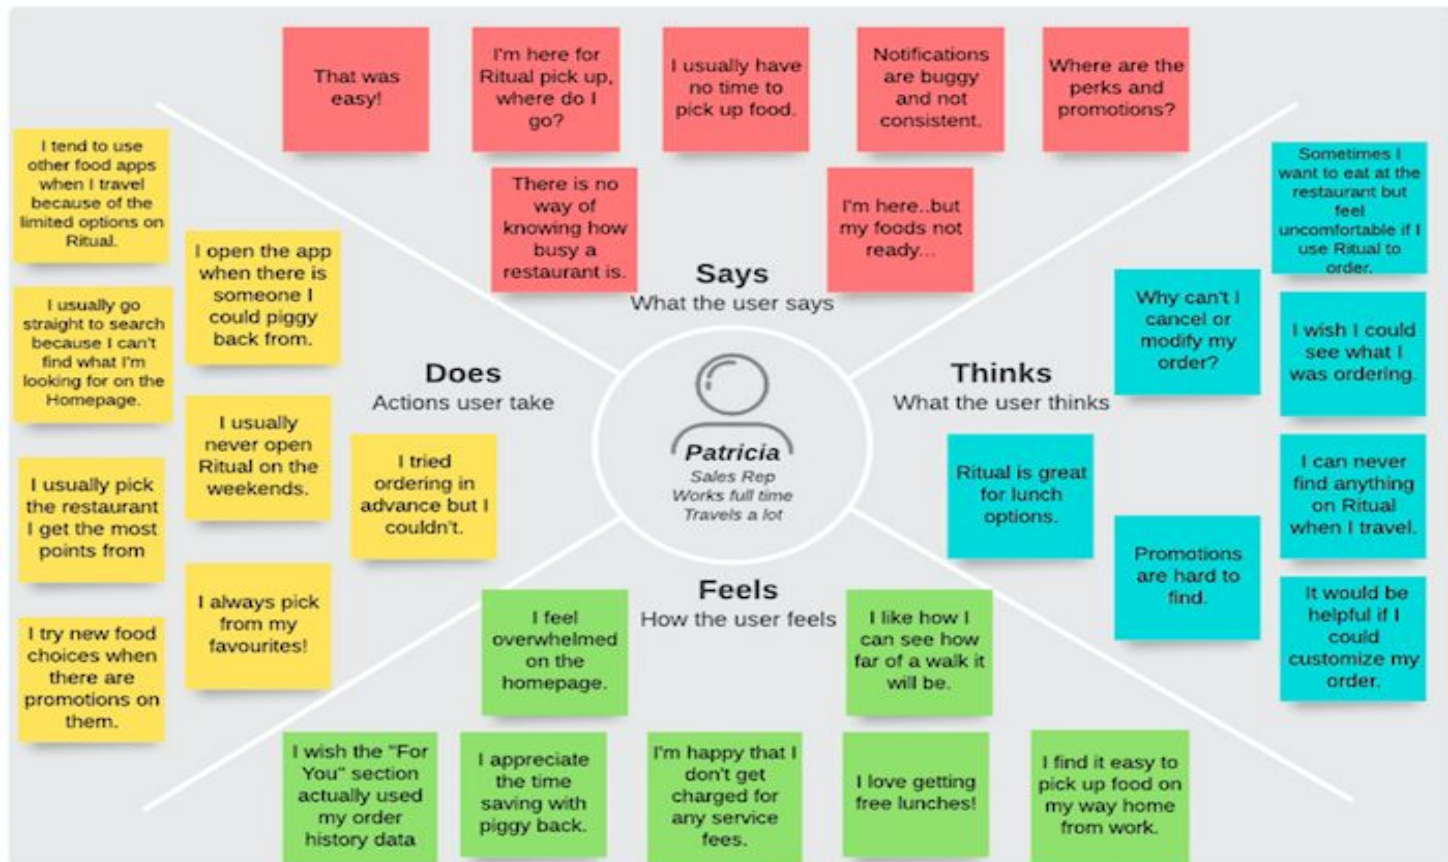 That was
easy!
I'm here for
Ritual pick up,
where do I
go?
I usually have
no time to
pick up food.
Notifications
are buggy
and not
consistent.
Where are the
perks and
promotions?
There is no
way of
knowing how
busy a
restaurant is.
I'm here..but
my foods not
ready...
Says
What the user says
I tend to use
other food apps
when I travel
because of the
limited options on
Ritual.
I open the app
when there is
someone I
could piggy
back from.
I usually go
straight to search
because I can't
find what I'm
looking for on the
Homepage.
I usually
never open
Ritual on the
weekends.
I tried
ordering in
advance but I
couldn't.
I usually pick
the restaurant
I get the most
points from
I always pick
from my
favourites!
I try new food
choices when
there are
promotions on
them.
Does
Actions user take
Patricia
Sales Rep
Works full time
Travels a lot
Thinks
What the user thinks
Sometimes I
want to eat at the
restaurant but
feel
uncomfortable if I
use Ritual to
order.
Why can't I
cancel or
modify my
order?
I wish I could
see what I
was ordering.
Ritual is great
for lunch
options.
I can never
find anything
on Ritual
when I travel.
Promotions
are hard to
find.
It would be
helpful if I
could
customize my
order.
Feels
How the user feels
I feel
overwhelmed
on the
homepage.
I like how I
can see how
far of a walk it
will be.
I wish the "For
You" section
actually used
my order
history data
I appreciate
the time
saving with
piggy back.
I'm happy that I
don't get
charged for
any service
fees.
I love getting
free lunches!
I find it easy to
pick up food on
my way home
from work.